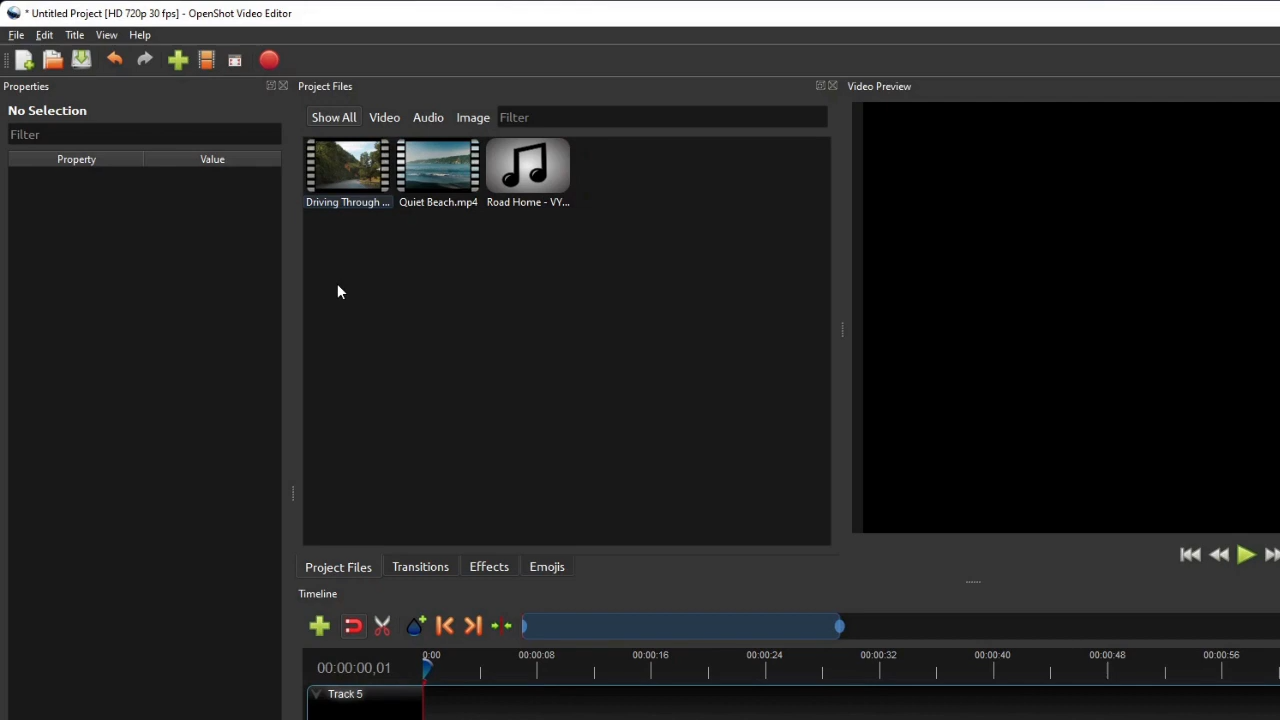 * Untitled Project [HD 720p 30 fps] - OpenShot Video Editor
File Edit Title View Help
Properties
No Selection
Filter
Property Value
Project Files
Show All Video Audio Image Filter
Driving Through ... Quiet Beach.mp4 Road Home - VY...
Video Preview
Project Files Transitions Effects Emojis
Timeline
00:00:00,01
0:00 00:00:08 00:00:16 00:00:24 00:00:32 00:00:40 00:00:48 00:00:56
Track 5